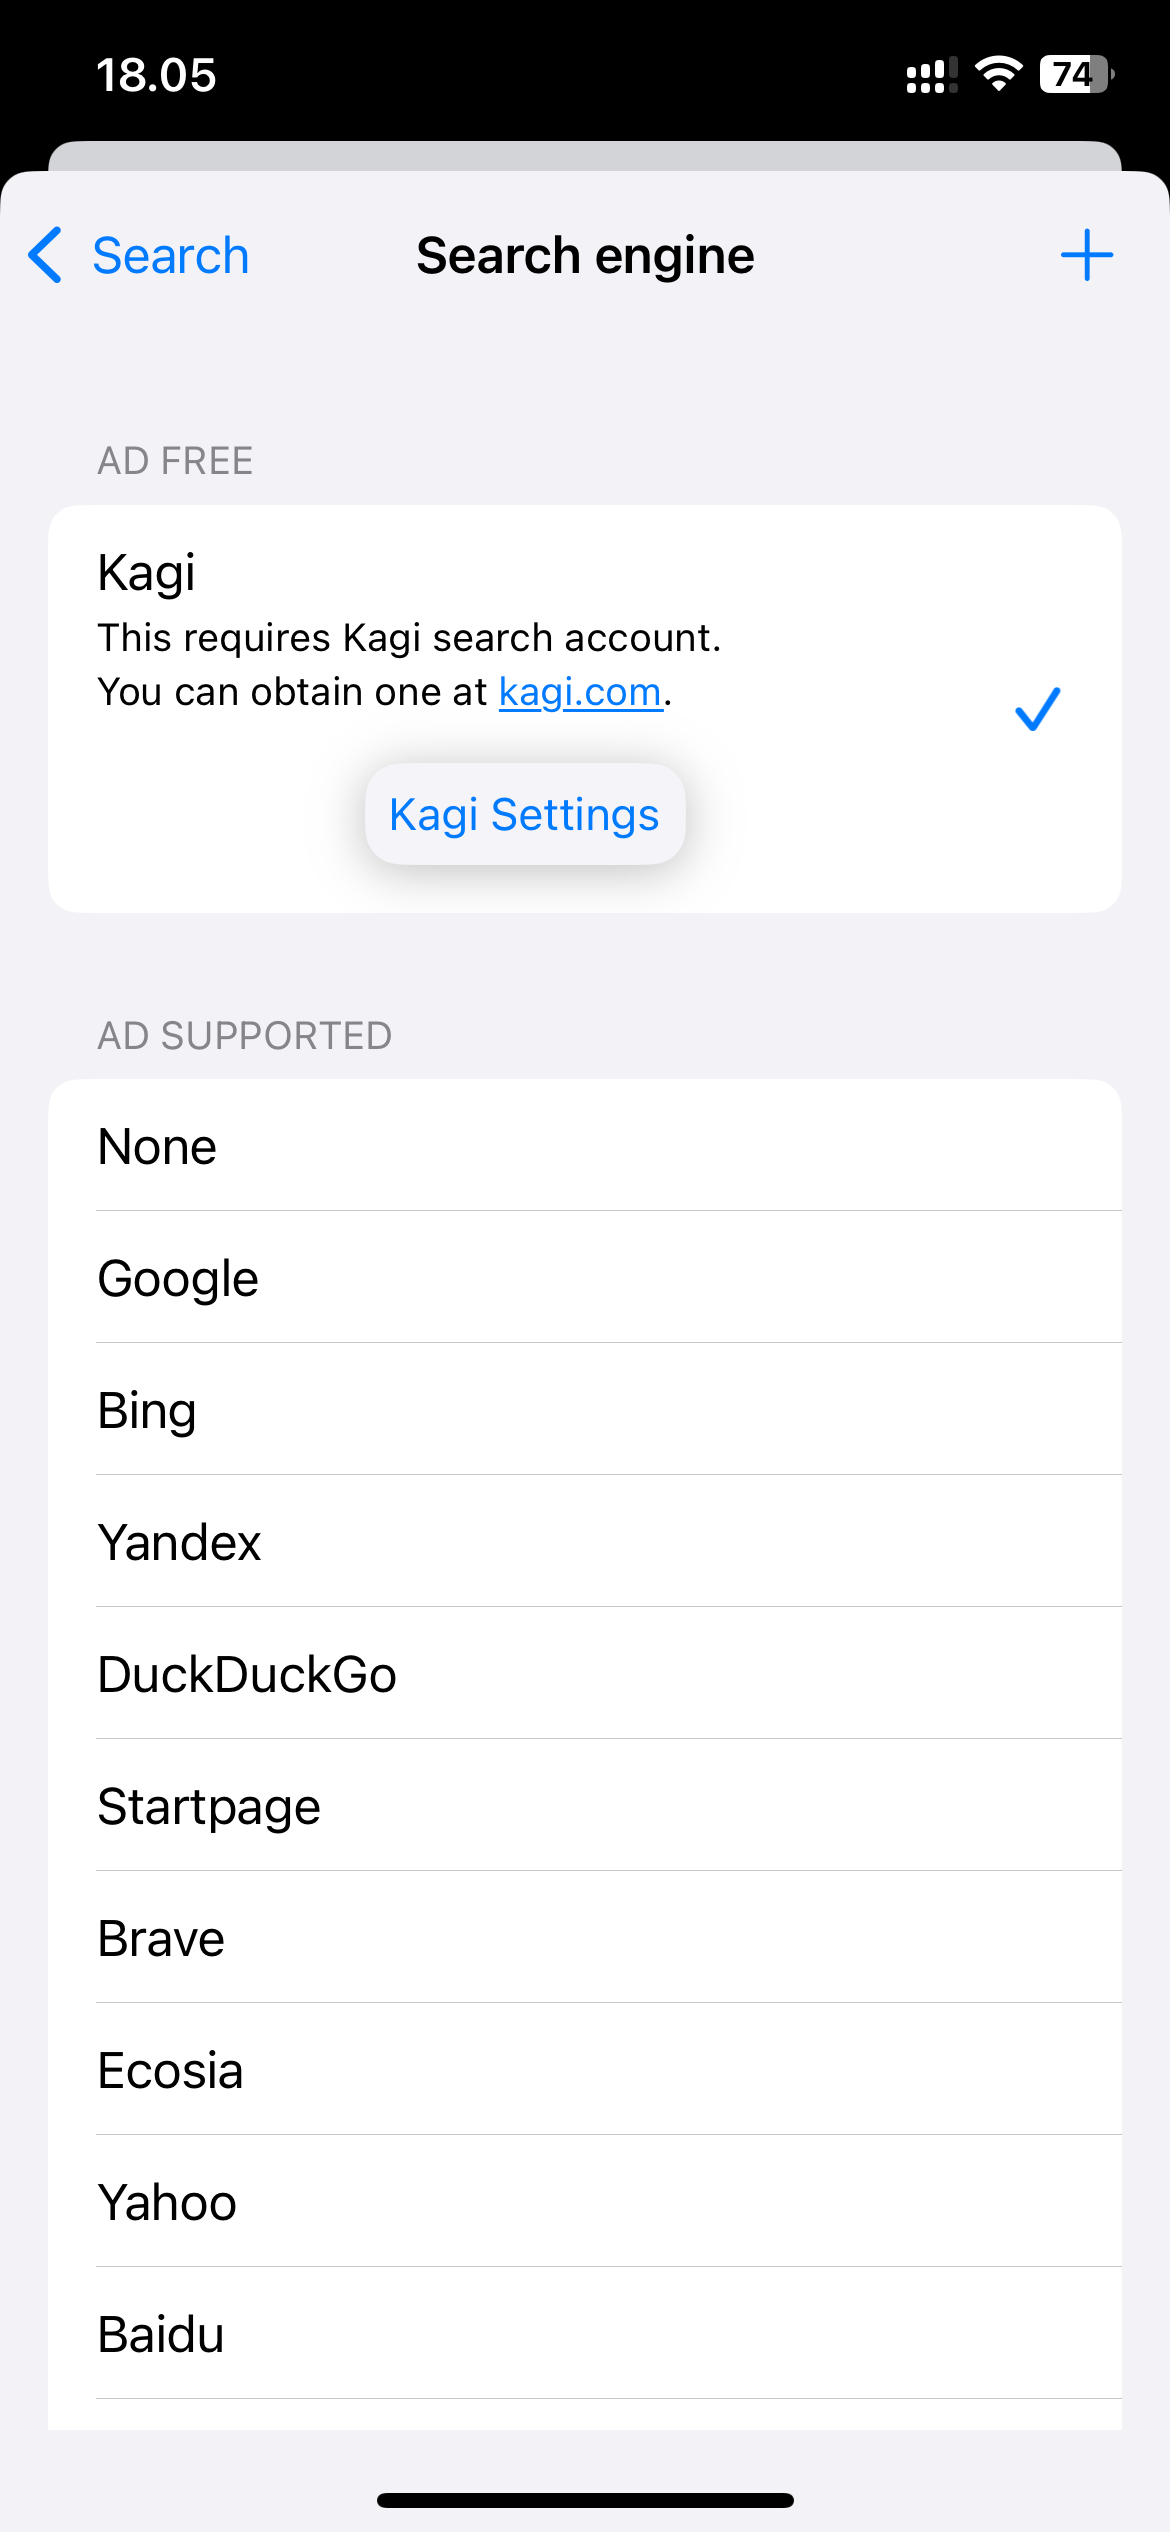 18.05
74
Search
Search engine
AD FREE
Kagi
This requires Kagi search account.
You can obtain one at kagi.com.
Kagi Settings
AD SUPPORTED
None
Google
Bing
Yandex
DuckDuckGo
Startpage
Brave
Ecosia
Yahoo
Baidu